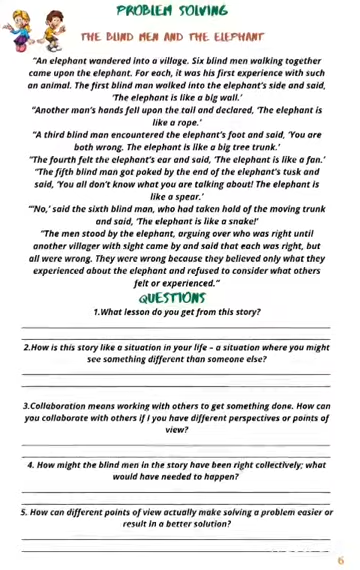 PROBLEM SOLVING
THE BLIND MEN AND THE ELEPHANT
"An elephant wandered into a village. Six blind men walking together
came upon the elephant. For each, it was his first experience with such
an animal. The first blind man walked into the elephant's side and said,
'The elephant is like a big wall.'
"Another man's hands fell upon the tail and declared, 'The elephant is
like a rope.'
"A third blind man encountered the elephant's foot and said, 'You are
both wrong. The elephant is like a big tree trunk.'
"The fourth felt the elephant's ear and said, 'The elephant is like a fan.'
"The fifth blind man got poked by the end of the elephant's tusk and
said, 'You all don't know what you are talking about! The elephant is
like a spear.'
"'No,' said the sixth blind man, who had taken hold of the moving trunk
and said, 'The elephant is like a snake!'
"The men stood by the elephant, arguing over who was right until
another villager with sight came by and said that each was right, but
all were wrong. They were wrong because they believed only what they
experienced about the elephant and refused to consider what others
felt or experienced."
QUESTIONS
1.What lesson do you get from this story?
2.How is this story like a situation in your life – a situation where you might
see something different than someone else?
3.Collaboration means working with others to get something done. How can
you collaborate with others if I you have different perspectives or points of
view?
4. How might the blind men in the story have been right collectively; what
would have needed to happen?
5. How can different points of view actually make solving a problem easier or
result in a better solution?
6